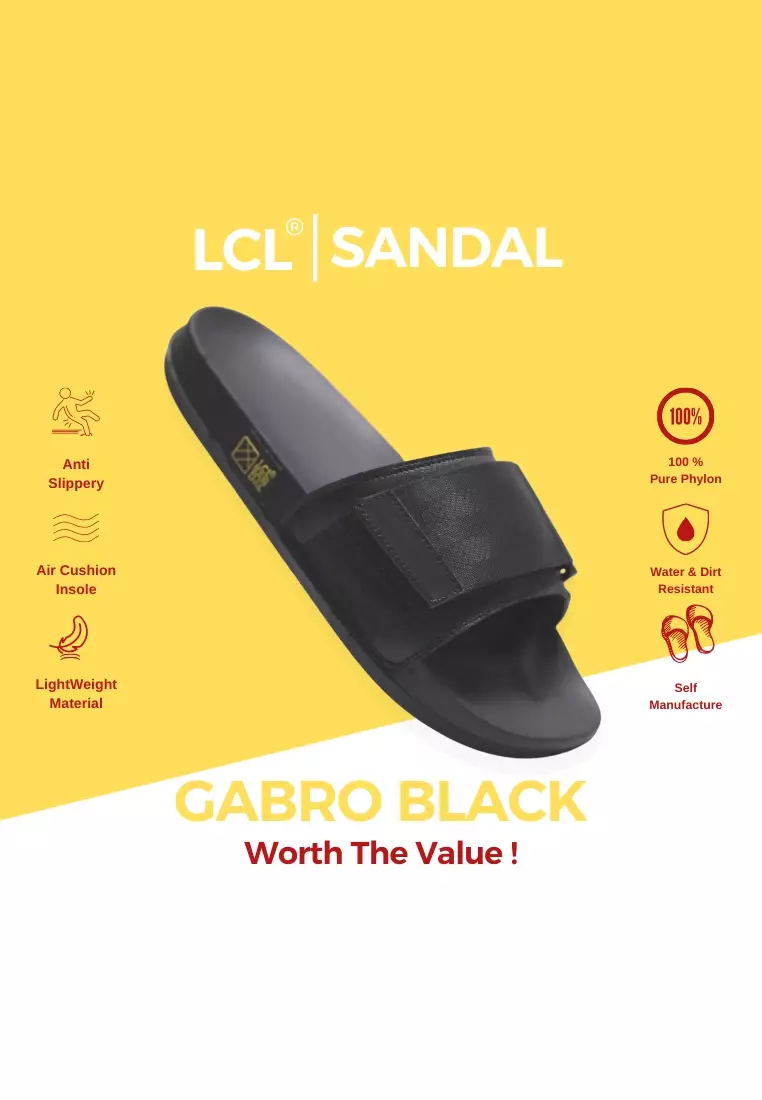 LCL® | SANDAL
Anti
Slippery
Air Cushion
Insole
LightWeight
Material
100%
100 %
Pure Phylon
Water & Dirt
Resistant
Self
Manufacture
GABRO BLACK
Worth The Value !